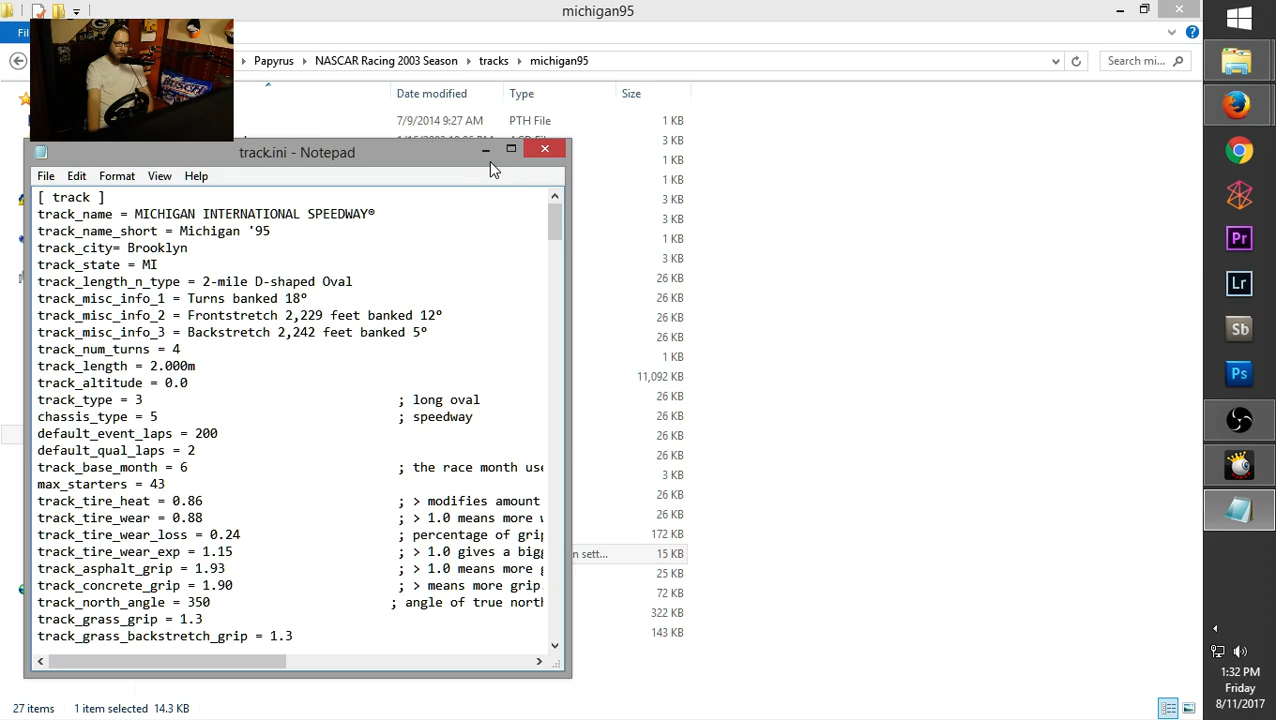 michigan95
Fil
Papyrus
NASCAR Racing 2003 Season
tracks
michigan95
Search mi...
Date modified
Type
Size
7/9/2014 9:27 AM
PTH File
1 KB
3 KB
1 KB
1 KB
3 KB
3 KB
1 KB
3 KB
26 KB
26 KB
26 KB
26 KB
1 KB
11,092 KB
26 KB
26 KB
26 KB
26 KB
3 KB
26 KB
26 KB
172 KB
n sett...
15 KB
25 KB
72 KB
322 KB
143 KB
track.ini - Notepad
File Edit Format View Help
[ track ]
track_name = MICHIGAN INTERNATIONAL SPEEDWAY®
track_name_short = Michigan '95
track_city= Brooklyn
track_state = MI
track_length_n_type = 2-mile D-shaped Oval
track_misc_info_1 = Turns banked 18°
track_misc_info_2 = Frontstretch 2,229 feet banked 12°
track_misc_info_3 = Backstretch 2,242 feet banked 5°
track_num_turns = 4
track_length = 2.000m
track_altitude = 0.0
track_type = 3 ; long oval
chassis_type = 5 ; speedway
default_event_laps = 200
default_qual_laps = 2
track_base_month = 6 ; the race month use
max_starters = 43
track_tire_heat = 0.86 ; > modifies amount
track_tire_wear = 0.88 ; > 1.0 means more w
track_tire_wear_loss = 0.24 ; percentage of grip
track_tire_wear_exp = 1.15 ; > 1.0 gives a bigg
track_asphalt_grip = 1.93 ; > 1.0 means more g
track_concrete_grip = 1.90 ; > means more grip
track_north_angle = 350 ; angle of true north
track_grass_grip = 1.3
track_grass_backstretch_grip = 1.3
27 items 1 item selected 14.3 KB
Pr
Lr
Sb
Ps
1:32 PM
Friday
8/11/2017